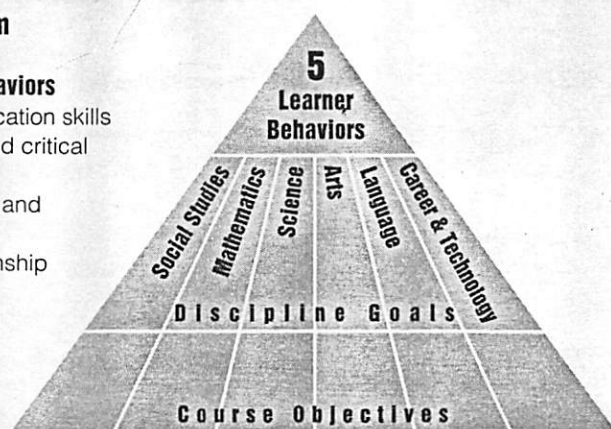 aviors
cation skills
d critical
and
nship
5
Learner
Behaviors
Social Studies
Mathematics
Science
Arts
Language
Career & Technology
Discipline Goals
Course Objectives